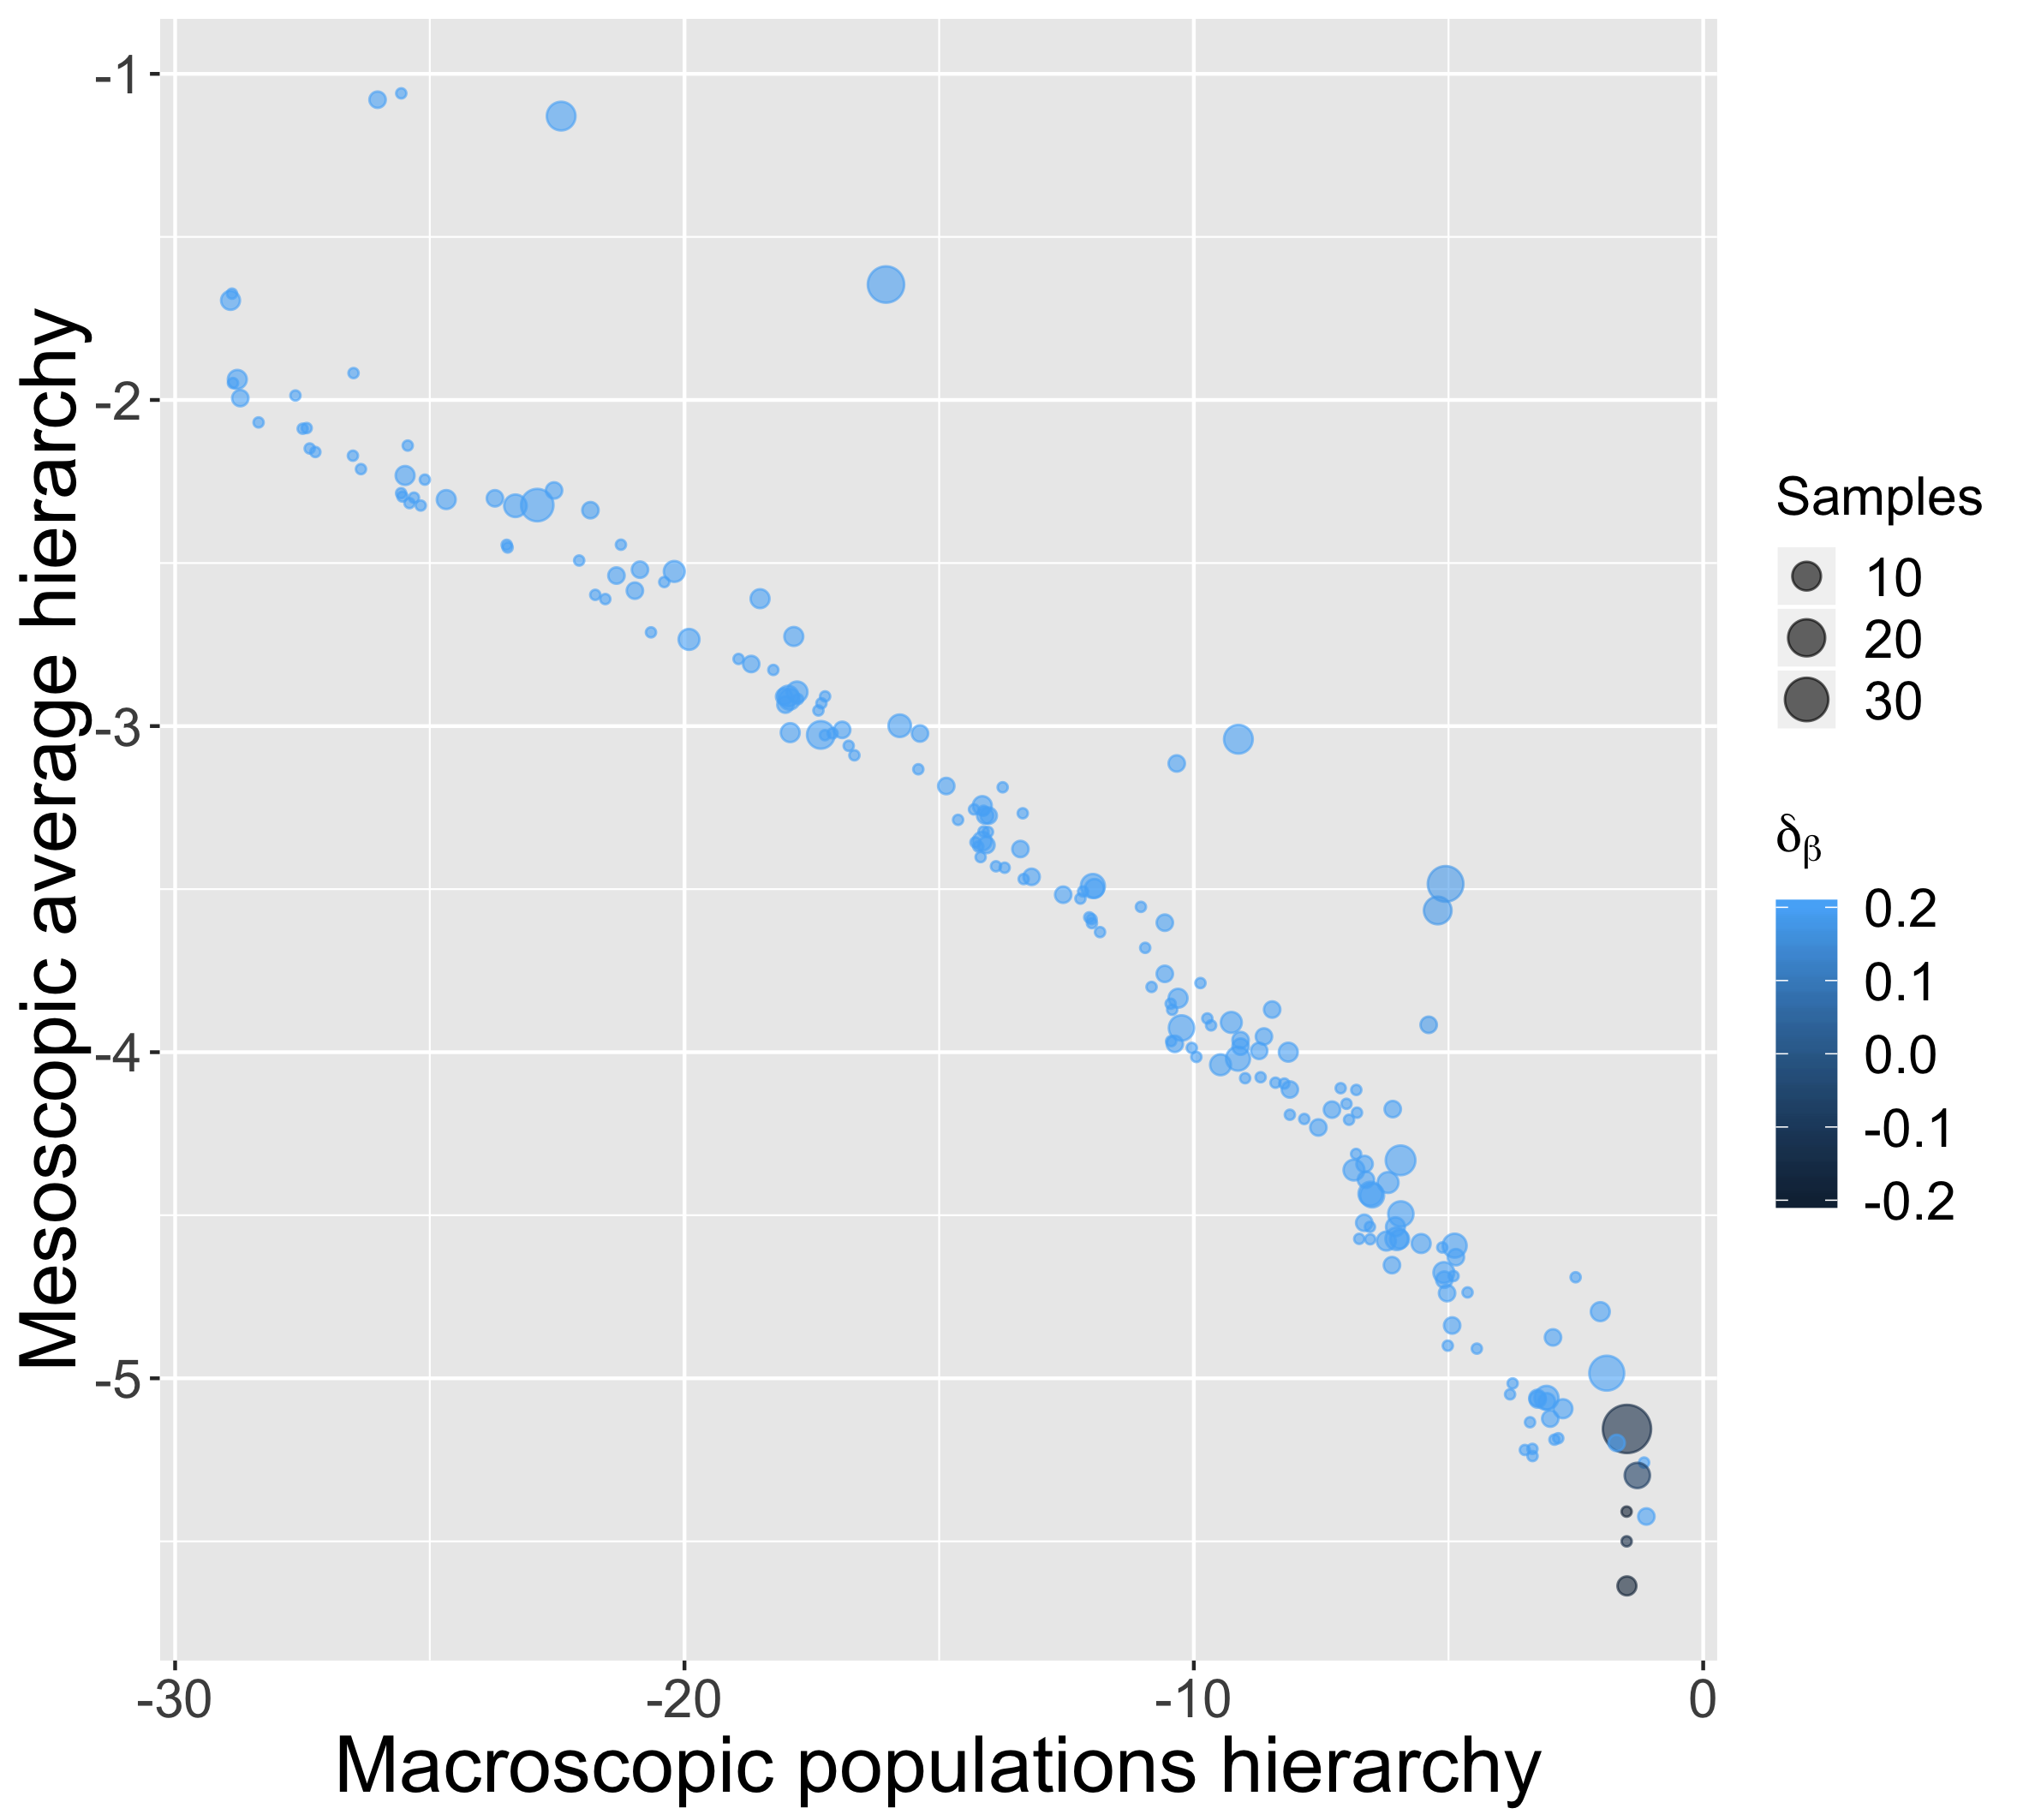 Mesoscopic average hierarchy
-1
-2
-3
-4
-5
-30 -20 -10 0
Macroscopic populations hierarchy
Samples
10
20
30
δβ
0.2
0.1
0.0
-0.1
-0.2